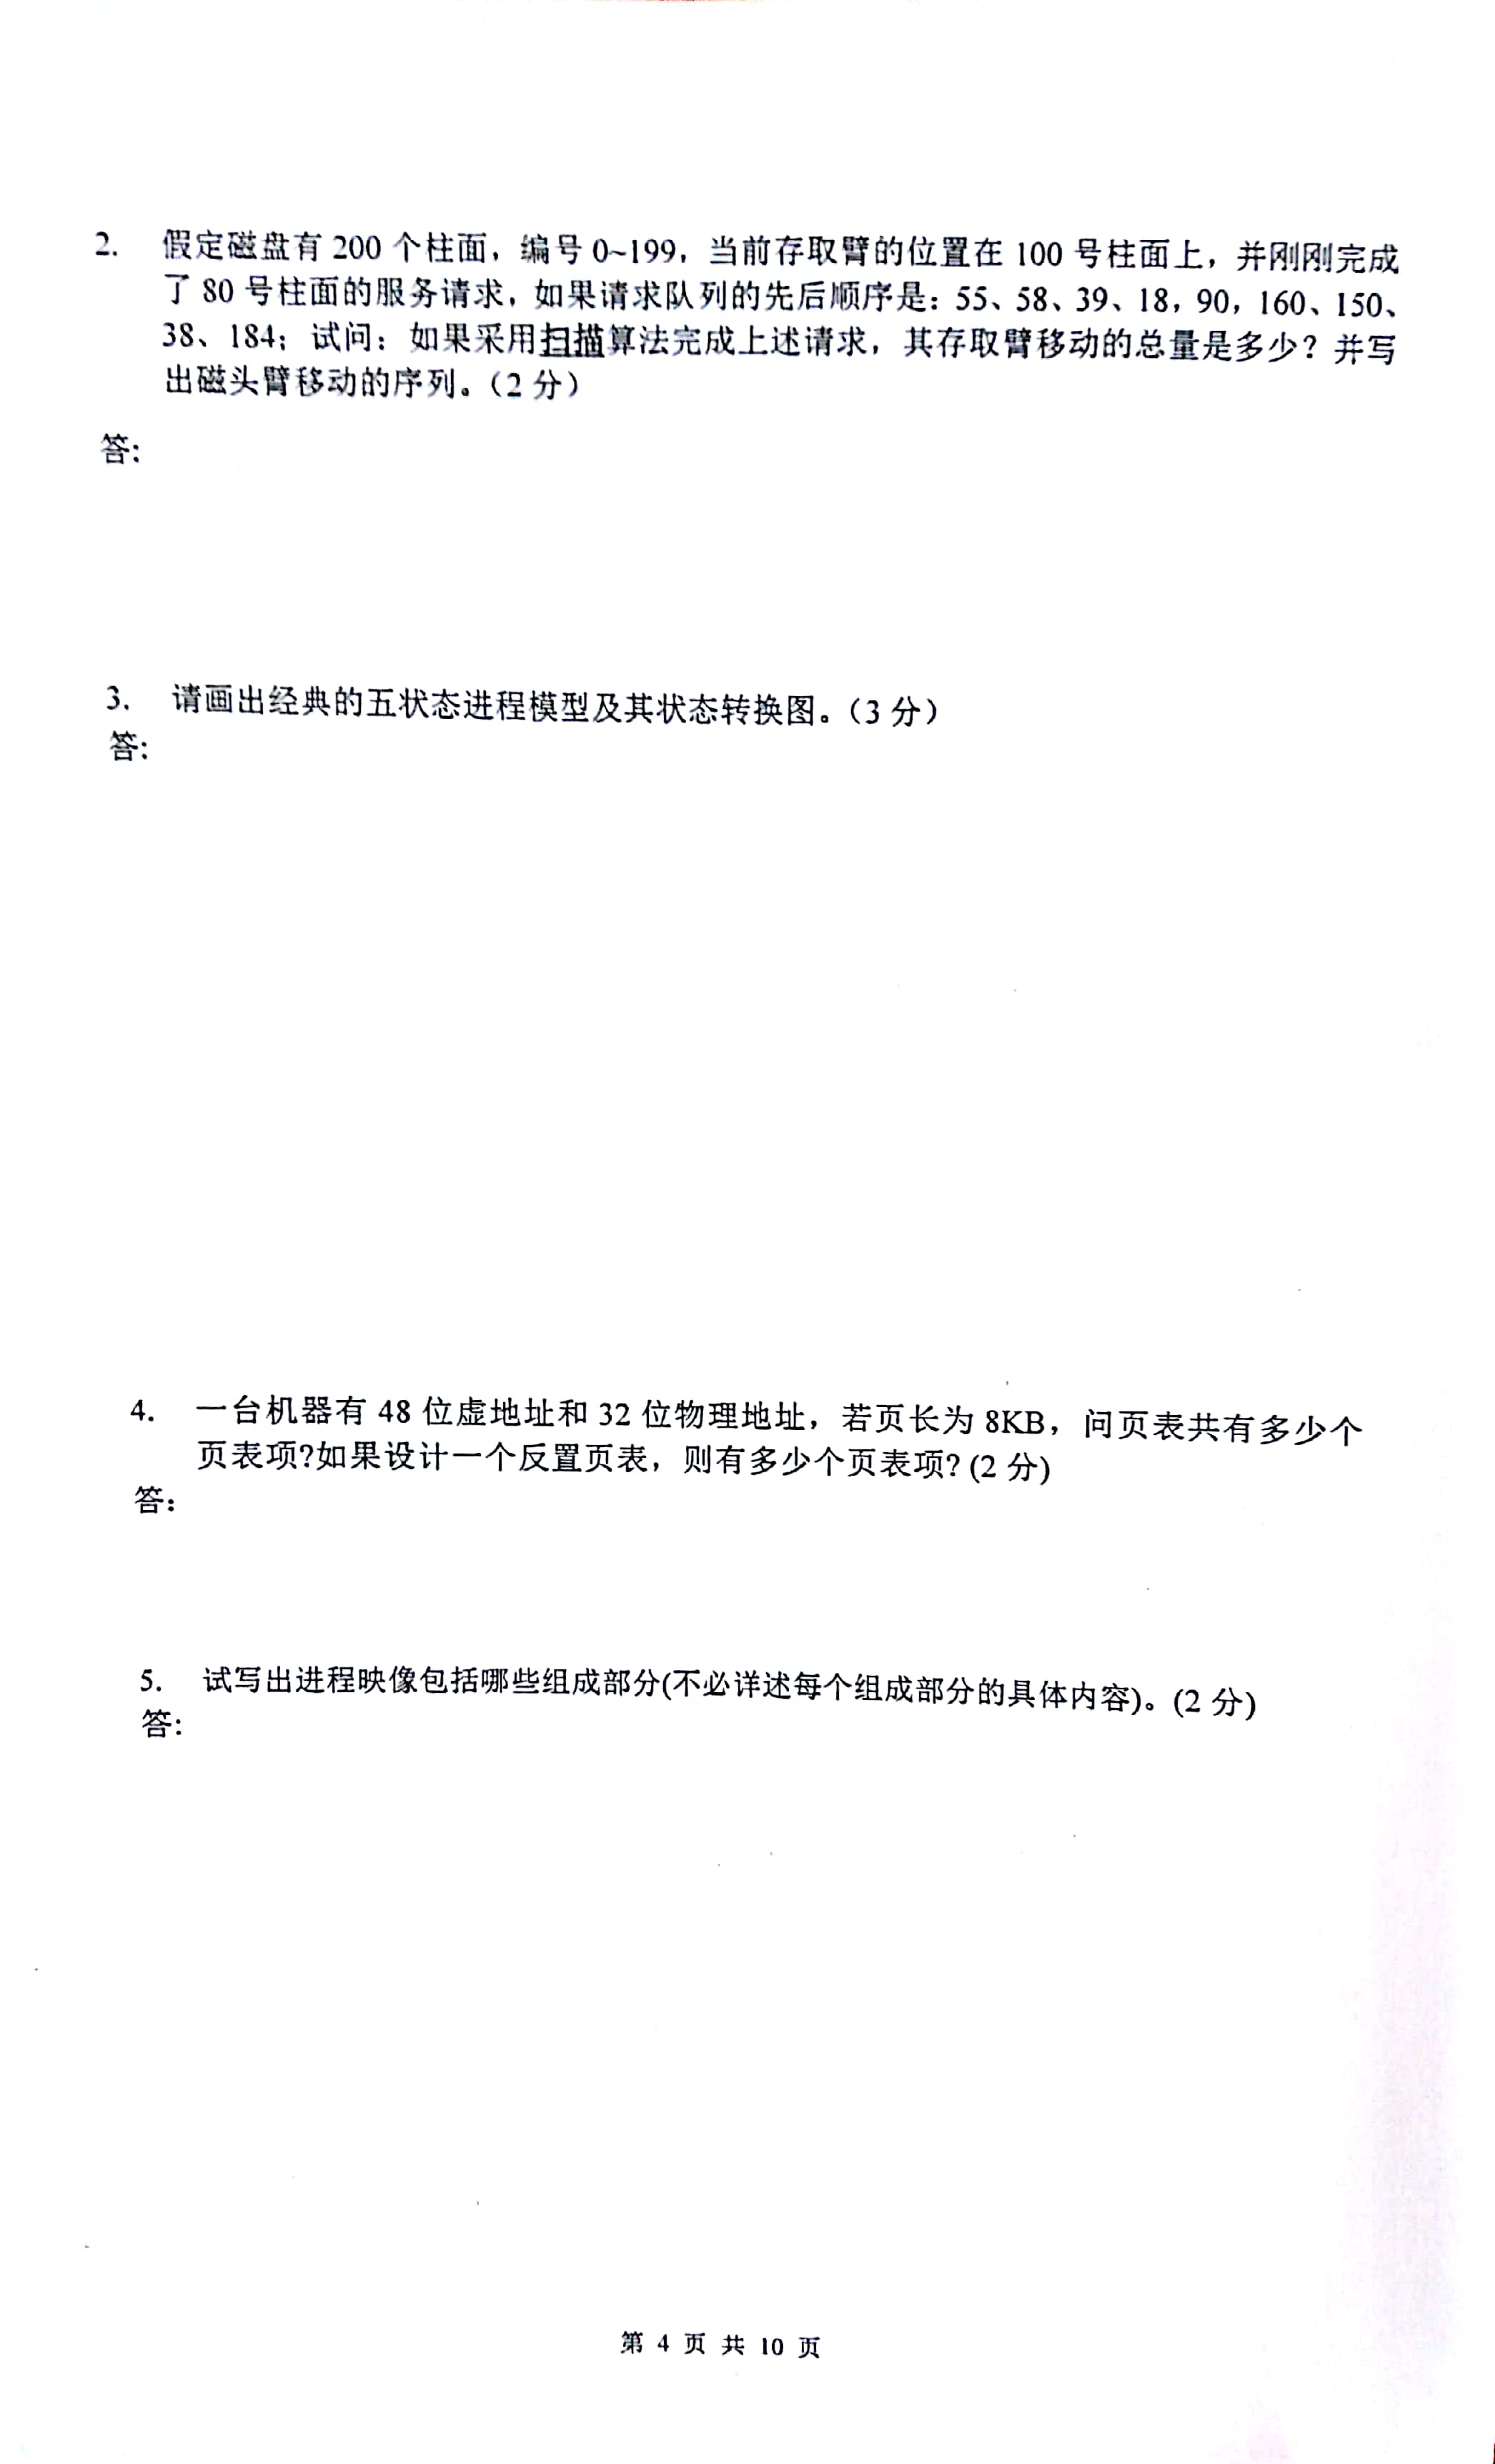 2. 假定磁盘有 200 个柱面，编号 0~199，当前存取臂的位置在 100 号柱面上，并刚刚完成
了 80 号柱面的服务请求，如果请求队列的先后顺序是：55、58、39、18，90，160、150、
38、184；试问：如果采用扫描算法完成上述请求，其存取臂移动的总量是多少？并写
出磁头臂移动的序列。（2 分）
答:
3. 请画出经典的五状态进程模型及其状态转换图。（3 分）
答:
4. 一台机器有 48 位虚地址和 32 位物理地址，若页长为 8KB，问页表共有多少个
页表项?如果设计一个反置页表，则有多少个页表项? (2 分)
答：
5. 试写出进程映像包括哪些组成部分(不必详述每个组成部分的具体内容)。(2 分)
答:
第 4 页 共 10 页